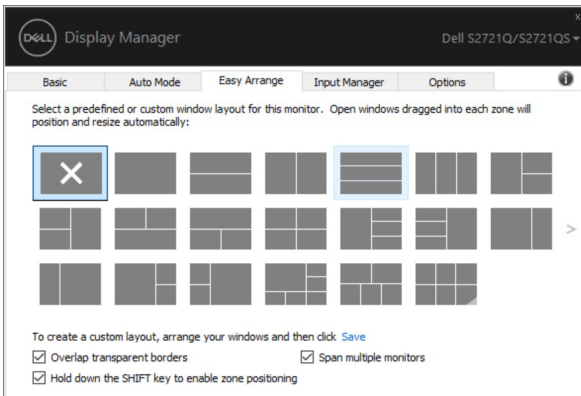 DELL Display Manager
Dell S2721Q/S2721QS
Basic Auto Mode Easy Arrange Input Manager Options
Select a predefined or custom window layout for this monitor. Open windows dragged into each zone will
position and resize automatically:
To create a custom layout, arrange your windows and then click Save
Overlap transparent borders Span multiple monitors
Hold down the SHIFT key to enable zone positioning